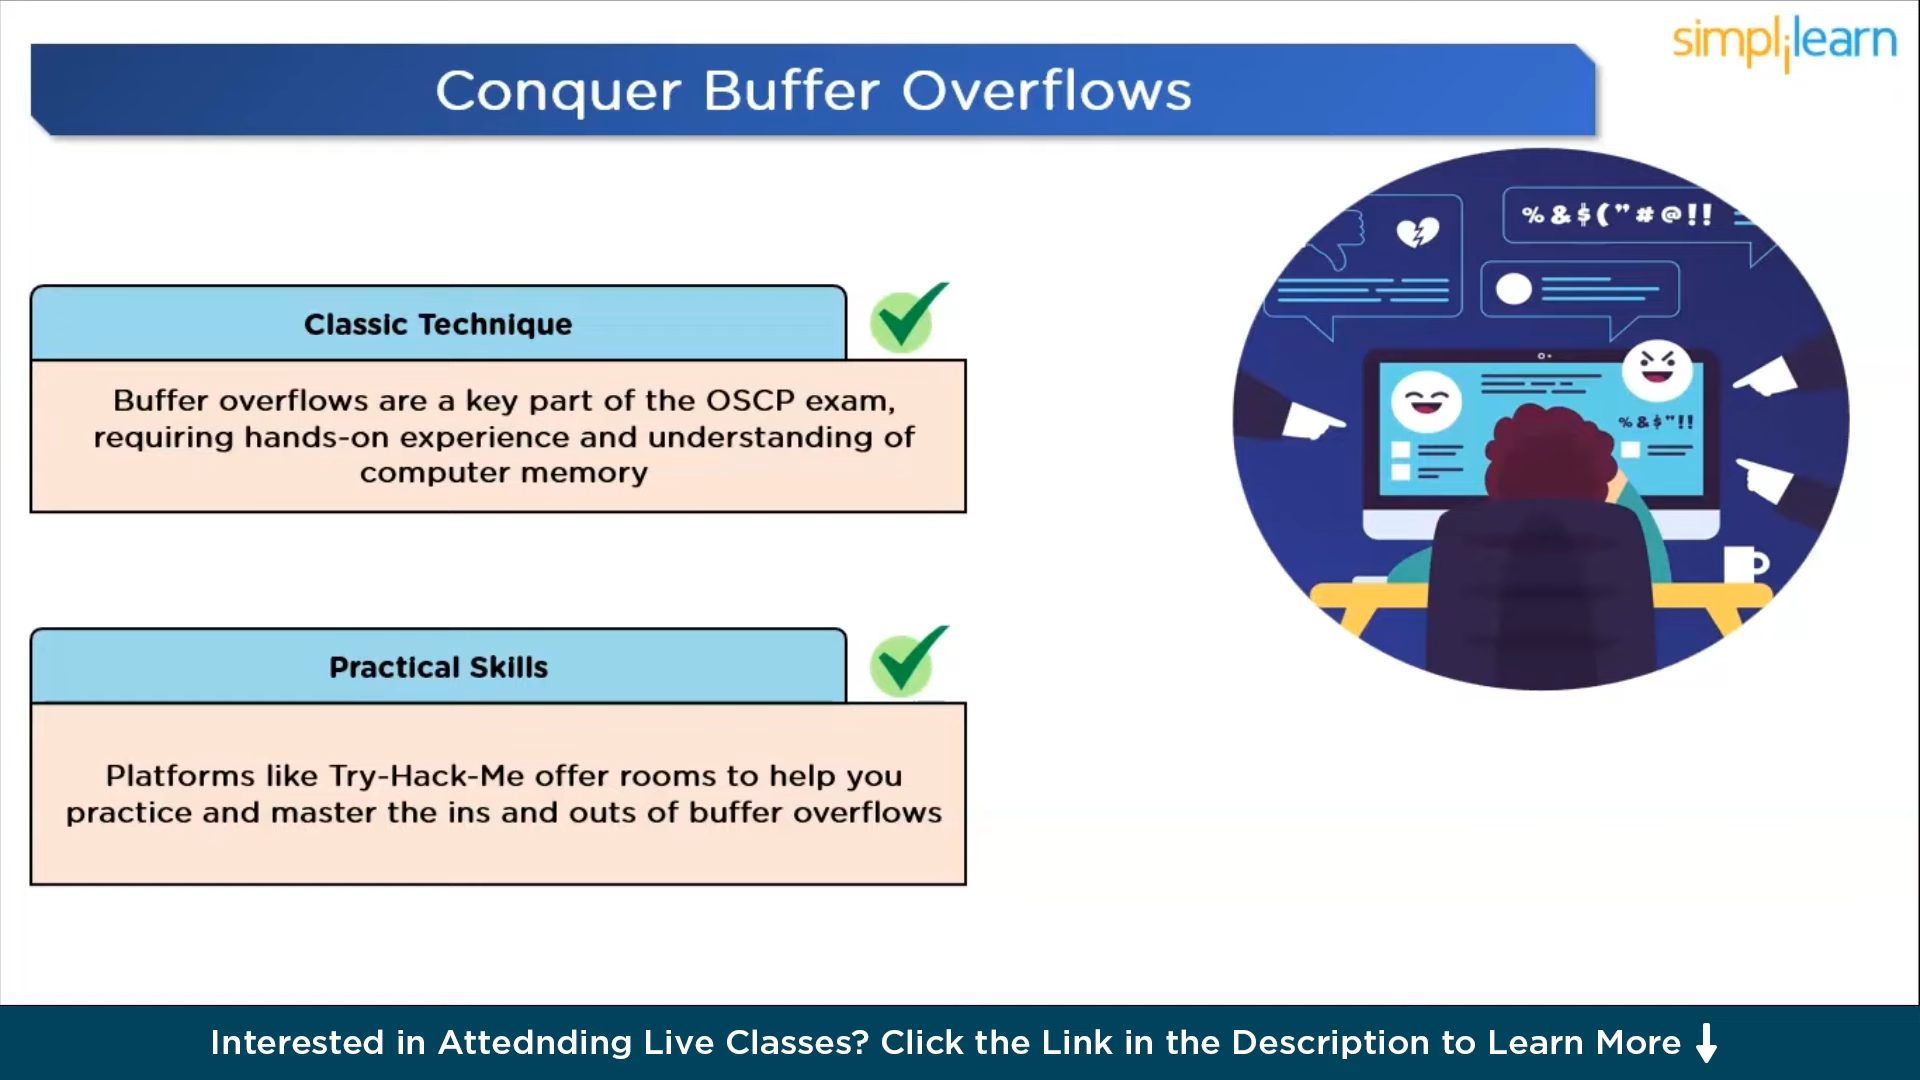 simplilearn
Conquer Buffer Overflows
%&$("#@!!
Classic Technique
Buffer overflows are a key part of the OSCP exam,
requiring hands-on experience and understanding of
computer memory
%&$"!!
Practical Skills
Platforms like Try-Hack-Me offer rooms to help you
practice and master the ins and outs of buffer overflows
Interested in Attednding Live Classes? Click the Link in the Description to Learn More